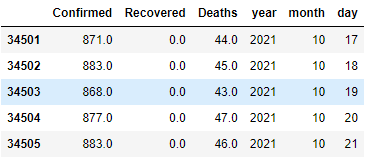 Confirmed Recovered Deaths year month day
34501 871.0 0.0 44.0 2021 10 17
34502 883.0 0.0 45.0 2021 10 18
34503 868.0 0.0 43.0 2021 10 19
34504 877.0 0.0 47.0 2021 10 20
34505 883.0 0.0 46.0 2021 10 21